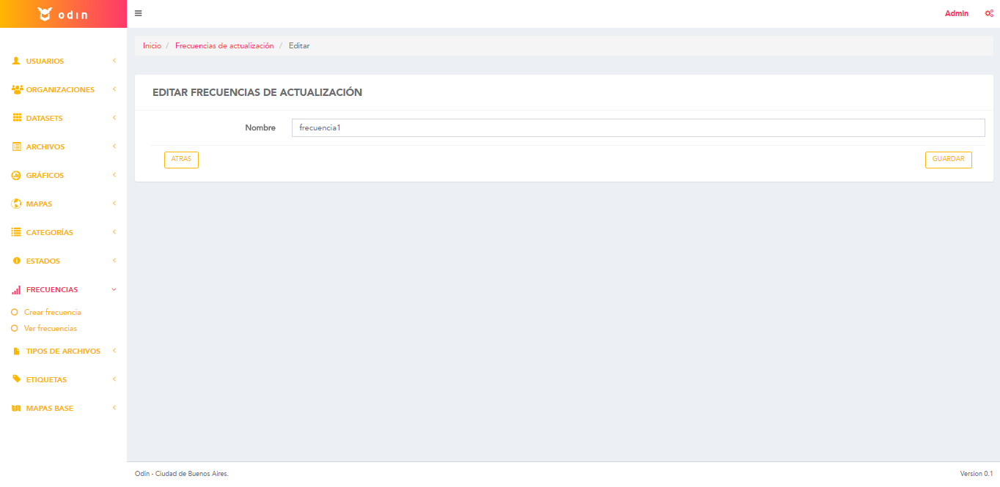 odin
Admin
Inicio / Frecuencias de actualización / Editar
USUARIOS
ORGANIZACIONES
DATASETS
ARCHIVOS
GRÁFICOS
MAPAS
CATEGORÍAS
ESTADOS
FRECUENCIAS
Crear frecuencia
Ver frecuencias
TIPOS DE ARCHIVOS
ETIQUETAS
MAPAS BASE
EDITAR FRECUENCIAS DE ACTUALIZACIÓN
Nombre frecuencia1
ATRAS GUARDAR
Odin - Ciudad de Buenos Aires. Version 0.1